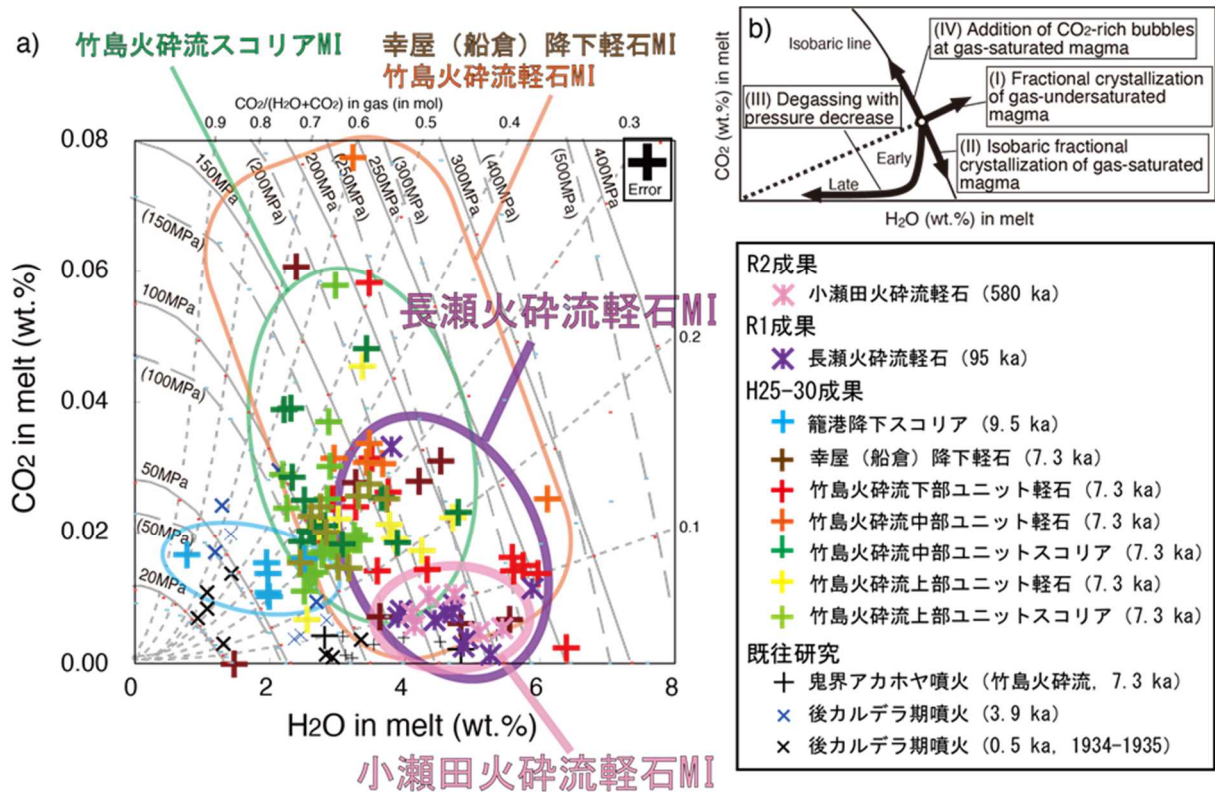 a)
竹島火砕流スコリアMI
幸屋（船倉）降下軽石MI
竹島火砕流軽石MI
CO2/(H2O+CO2) in gas (in mol)
0.9 0.8 0.7 0.6 0.5 0.4 0.3
0.2
0.1
0.08
0.06
0.04
0.02
0.00
CO2 in melt (wt.%)
150MPa
(200MPa)
200MPa
(250MPa)
250MPa
(300MPa)
300MPa
(400MPa)
(500MPa)
400MPa
(150MPa)
100MPa
(100MPa)
50MPa
(50MPa)
20MPa
Error
長瀬火砕流軽石MI
0 2 4 6 8
H2O in melt (wt.%)
小瀬田火砕流軽石MI
b)
CO2 (wt.%) in melt
Isobaric line
(IV) Addition of CO2-rich bubbles
at gas-saturated magma
(I) Fractional crystallization
of gas-undersaturated
magma
(III) Degassing with
pressure decrease
(II) Isobaric fractional
crystallization of gas-saturated
magma
Early
Late
H2O (wt.%) in melt
R2成果
小瀬田火砕流軽石（580 ka）
R1成果
長瀬火砕流軽石（95 ka）
H25-30成果
籠港降下スコリア（9.5 ka）
幸屋（船倉）降下軽石（7.3 ka）
竹島火砕流下部ユニット軽石（7.3 ka）
竹島火砕流中部ユニット軽石（7.3 ka）
竹島火砕流中部ユニットスコリア（7.3 ka）
竹島火砕流上部ユニット軽石（7.3 ka）
竹島火砕流上部ユニットスコリア（7.3 ka）
既往研究
鬼界アカホヤ噴火（竹島火砕流, 7.3 ka）
後カルデラ期噴火（3.9 ka）
後カルデラ期噴火（0.5 ka, 1934-1935）